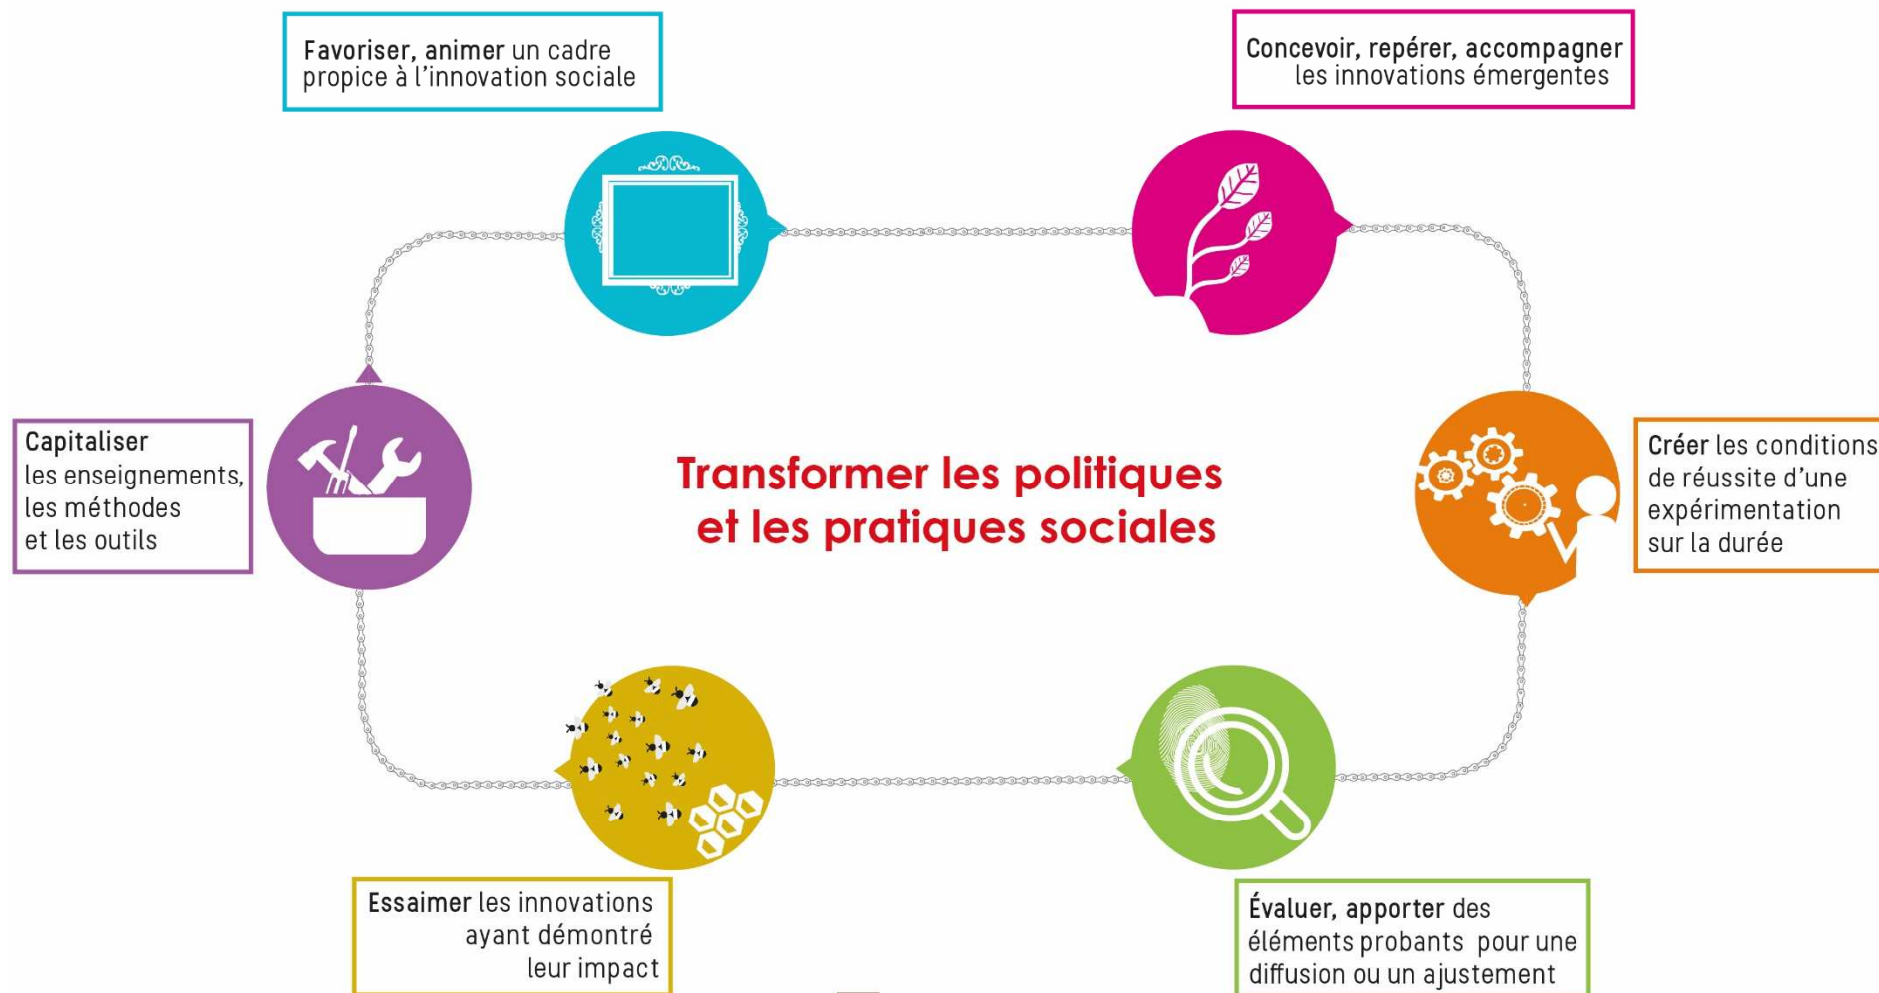 Favoriser, animer un cadre
propice à l'innovation sociale
Concevoir, repérer, accompagner
les innovations émergentes
Capitaliser
les enseignements,
les méthodes
et les outils
Transformer les politiques
et les pratiques sociales
Créer les conditions
de réussite d'une
expérimentation
sur la durée
Essaimer les innovations
ayant démontré
leur impact
Évaluer, apporter des
éléments probants pour une
diffusion ou un ajustement